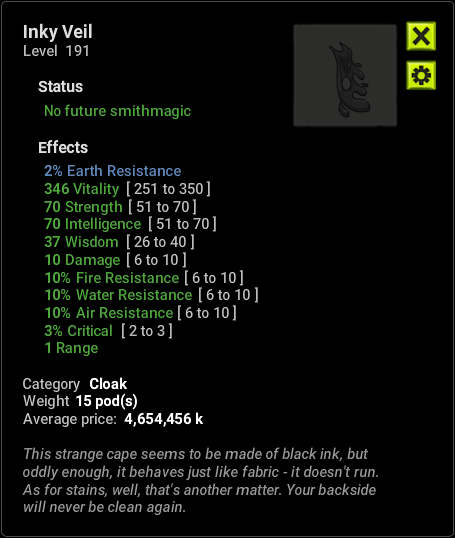 Inky Veil
Level 191
Status
No future smithmagic
Effects
2% Earth Resistance
346 Vitality [ 251 to 350 ]
70 Strength [ 51 to 70 ]
70 Intelligence [ 51 to 70 ]
37 Wisdom [ 26 to 40 ]
10 Damage [ 6 to 10 ]
10% Fire Resistance [ 6 to 10 ]
10% Water Resistance [ 6 to 10 ]
10% Air Resistance [ 6 to 10 ]
3% Critical [ 2 to 3 ]
1 Range
Category Cloak
Weight 15 pod(s)
Average price: 4,654,456 k
This strange cape seems to be made of black ink, but
oddly enough, it behaves just like fabric - it doesn't run.
As for stains, well, that's another matter. Your backside
will never be clean again.